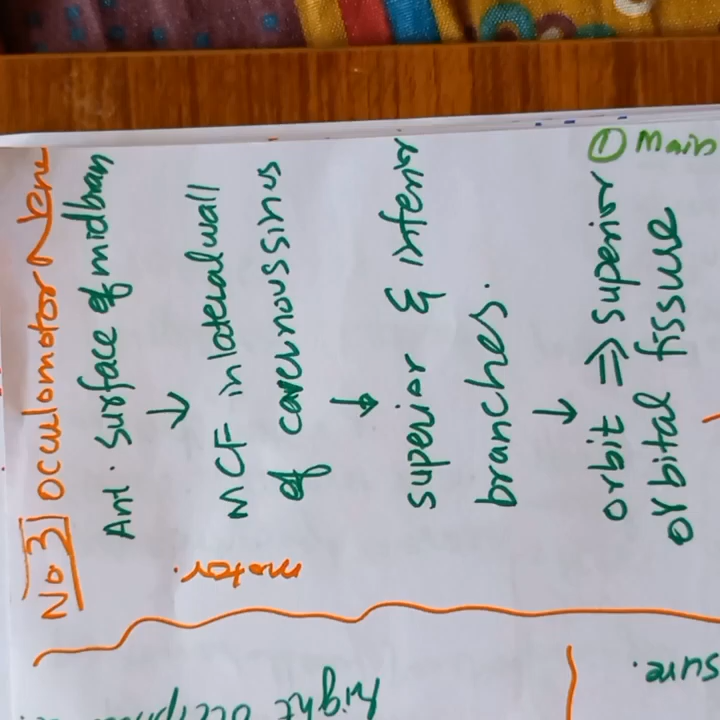 No 3] Occulomotor Nerve
Ant. surface of midbrain
↓
MCF in lateral wall
of cavernous sinus
↓
superior & inferior
branches.
↓
orbit ⇒ superior
orbital fissure
motor.
① Main
right
sure.